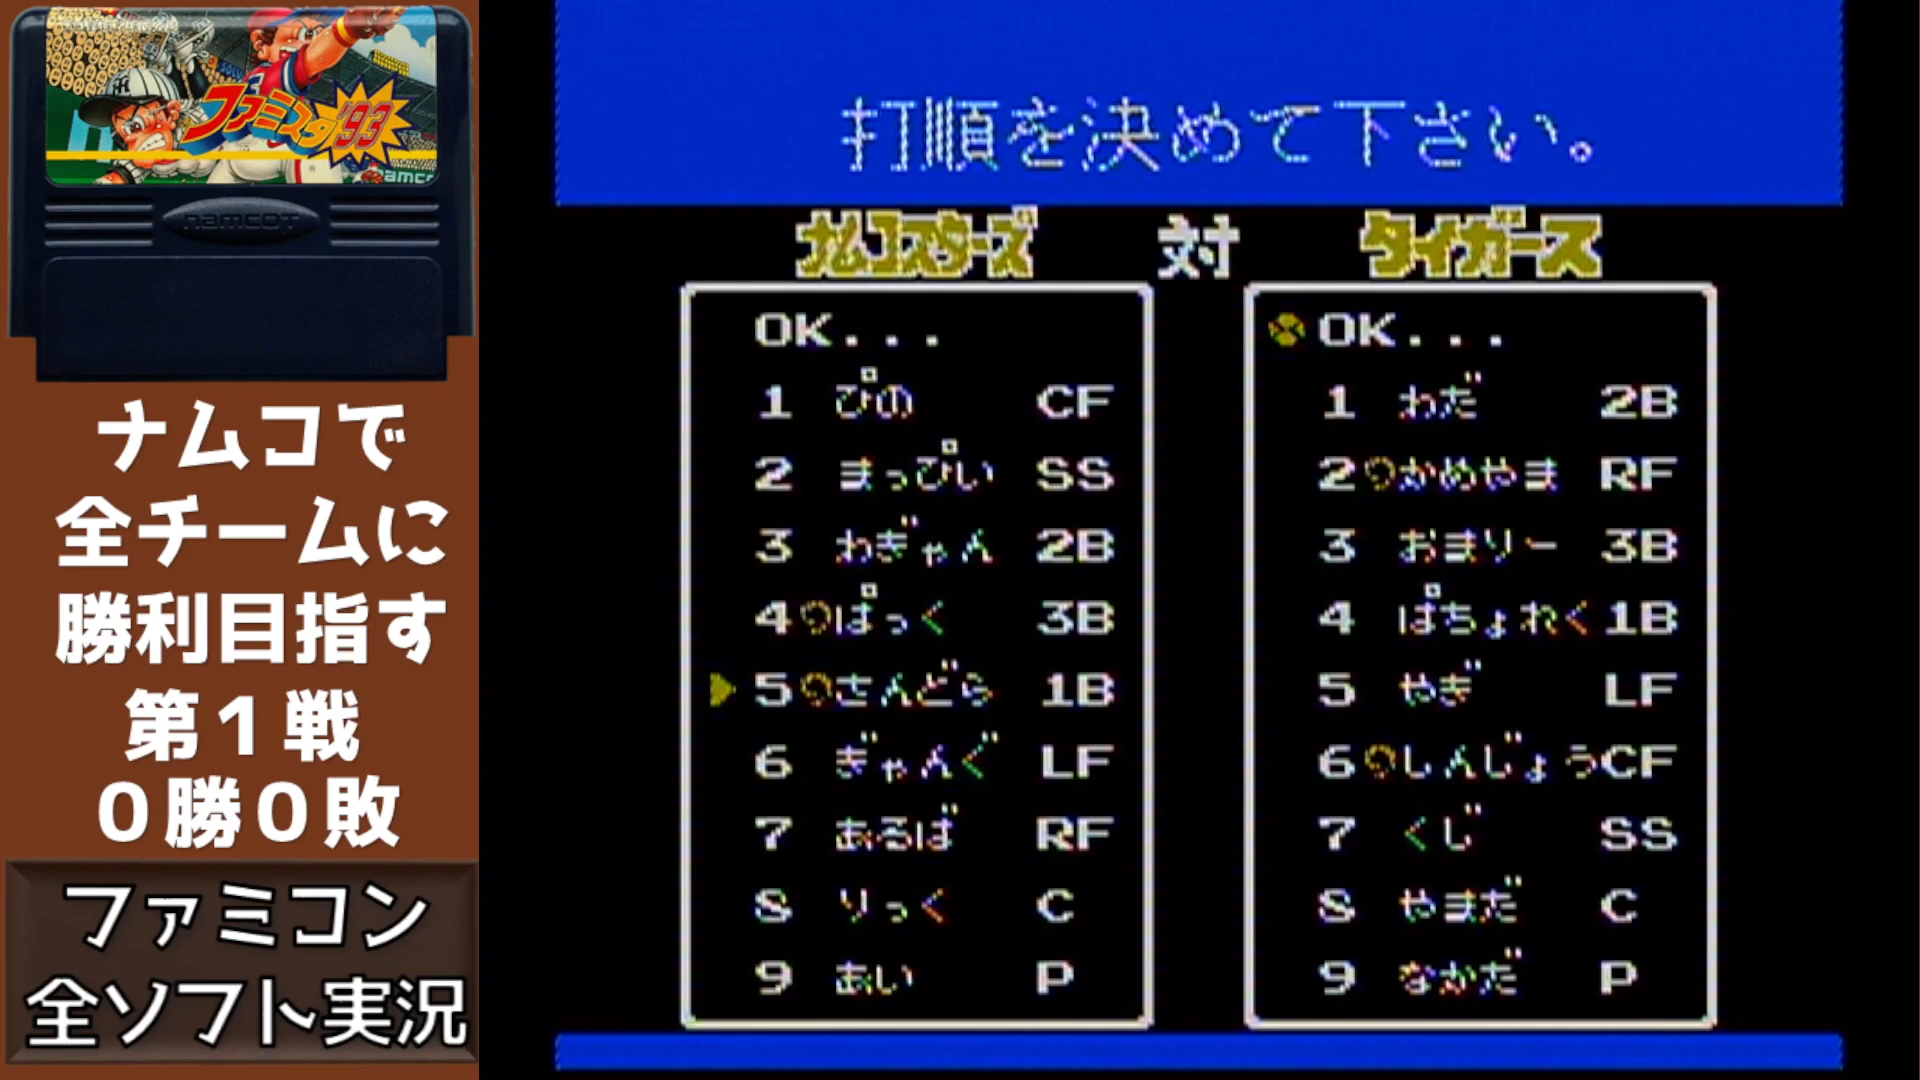 ファミスタ'93
namcot
ナムコで
全チームに
勝利目指す
第1戦
0勝0敗
ファミコン
全ソフト実況
打順を決めて下さい。
ナムコスターズ 対 タイガース
OK...
1 ぴの CF
2 まっぴい SS
3 わぎゃん 2B
4 ぱっく 3B
5 さんどら 1B
6 ぎゃんぐ LF
7 あるば RF
8 りっく C
9 あい P
OK...
1 わだ 2B
2 かめやま RF
3 おまりー 3B
4 ぱちょれく 1B
5 やぎ LF
6 しんじょう CF
7 くじ SS
8 やまだ C
9 なかだ P